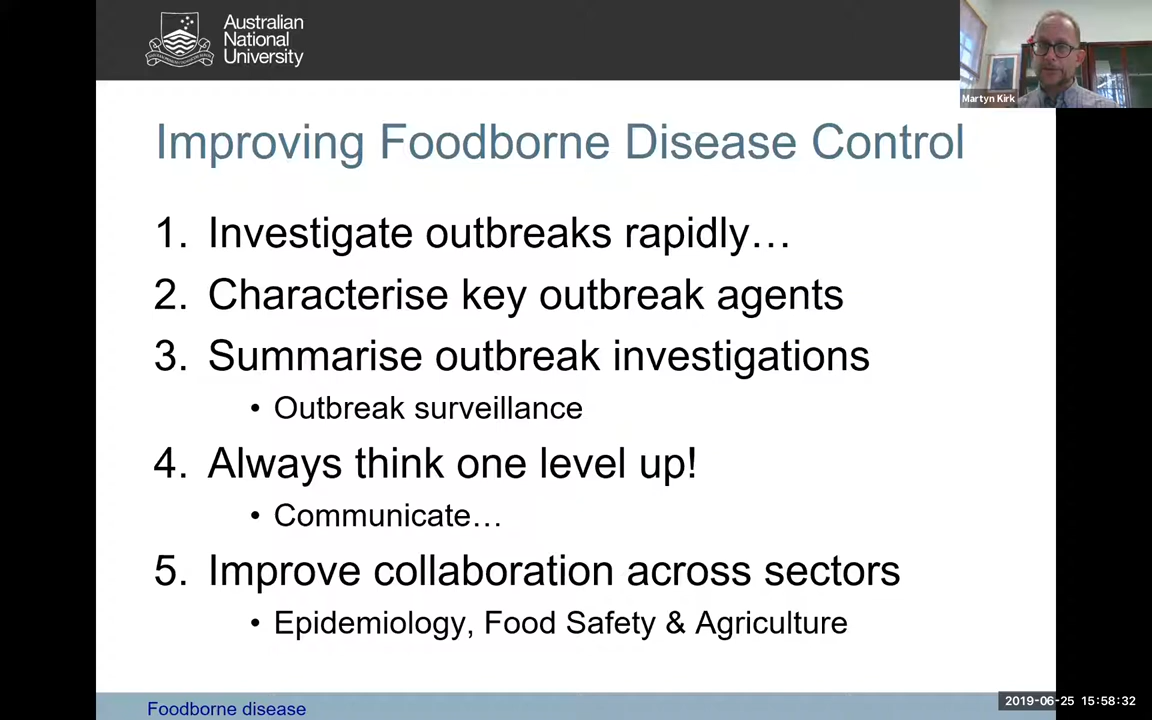 Australian
National
University
Martyn Kirk
Improving Foodborne Disease Control
1. Investigate outbreaks rapidly…
2. Characterise key outbreak agents
3. Summarise outbreak investigations
• Outbreak surveillance
4. Always think one level up!
• Communicate…
5. Improve collaboration across sectors
• Epidemiology, Food Safety & Agriculture
Foodborne disease
2019-06-25 15:58:32